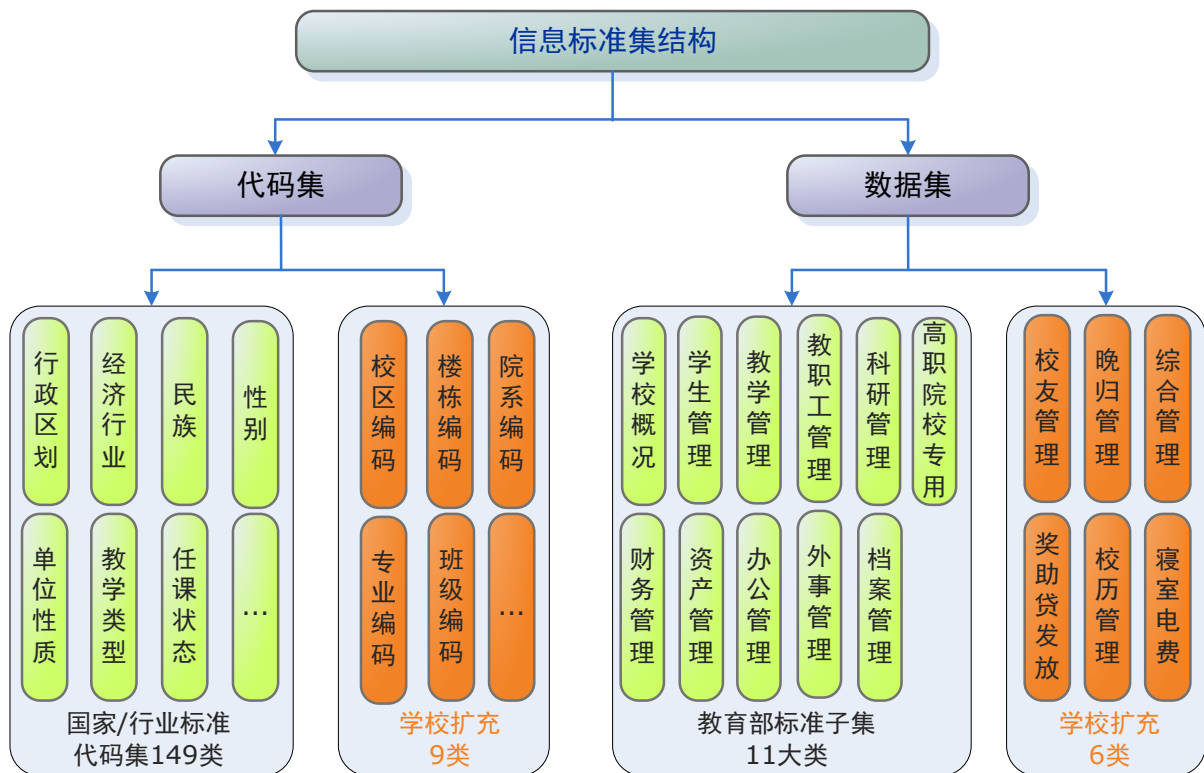 信息标准集结构
代码集
数据集
行政区划
经济行业
民族
性别
单位性质
教学类型
任课状态
...
国家/行业标准
代码集149类
校区编码
楼栋编码
院系编码
专业编码
班级编码
...
学校扩充
9类
学校概况
学生管理
教学管理
教职工管理
科研管理
高职院校专用
财务管理
资产管理
办公管理
外事管理
档案管理
教育部标准子集
11大类
校友管理
晚归管理
综合管理
奖助贷发放
校历管理
寝室电费
学校扩充
6类